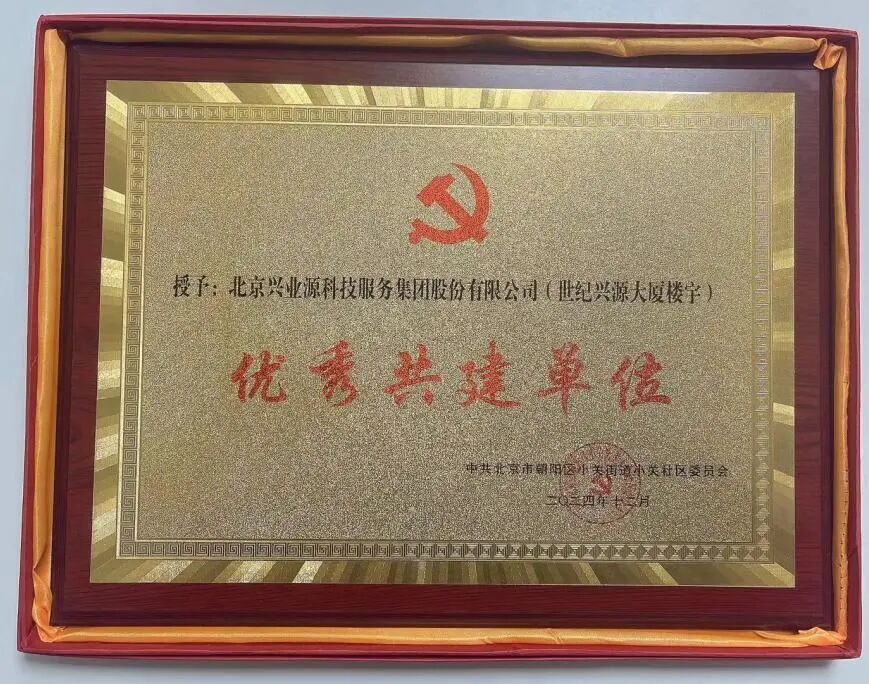 授予：北京兴业源科技服务集团股份有限公司（世纪兴源大厦楼宇）
优秀共建单位
中共北京市朝阳区小关街道小关社区委员会
二〇二四年十二月